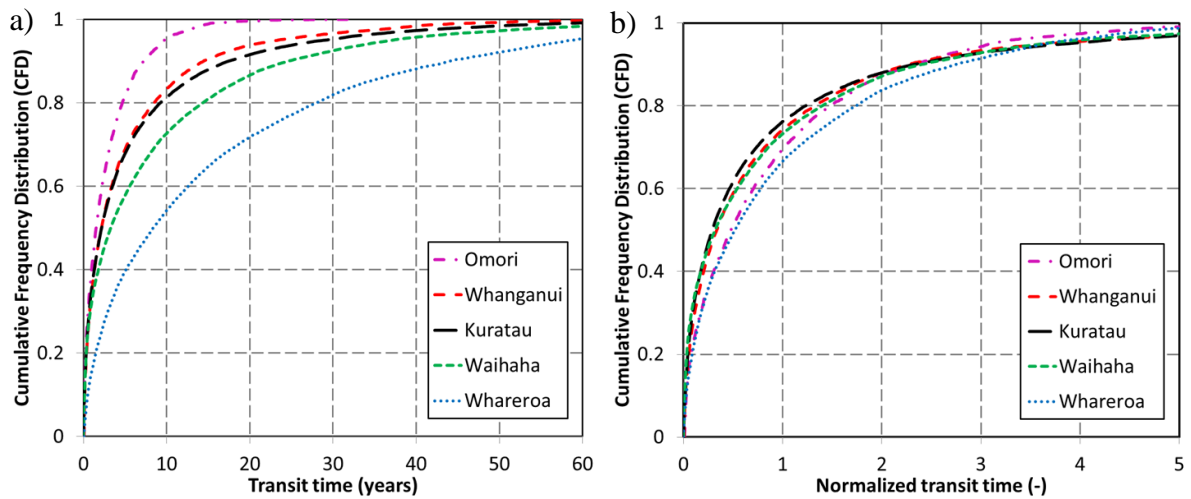 a)
Cumulative Frequency Distribution (CFD)
1
0.8
0.6
0.4
0.2
0
0 10 20 30 40 50 60
Transit time (years)
Omori
Whanganui
Kuratau
Waihaha
Whareroa
b)
Cumulative Frequency Distribution (CFD)
1
0.8
0.6
0.4
0.2
0
0 1 2 3 4 5
Normalized transit time (-)
Omori
Whanganui
Kuratau
Waihaha
Whareroa